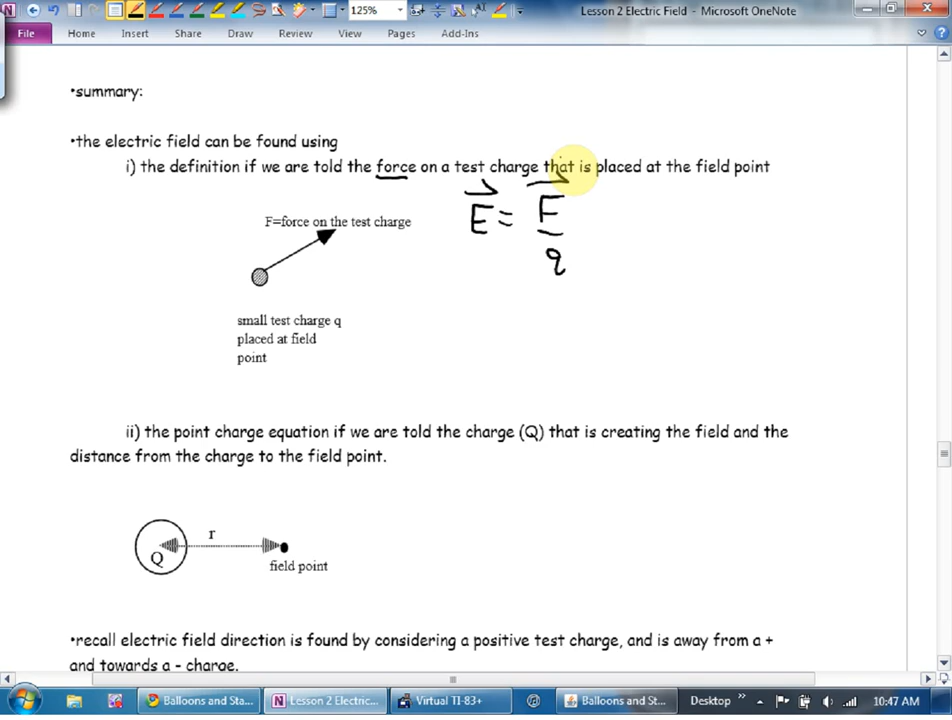 125%
Lesson 2 Electric Field - Microsoft OneNote
File Home Insert Share Draw Review View Pages Add-Ins
•summary:
•the electric field can be found using
i) the definition if we are told the force on a test charge that is placed at the field point
E = F
q
F=force on the test charge
small test charge q
placed at field
point
ii) the point charge equation if we are told the charge (Q) that is creating the field and the
distance from the charge to the field point.
r
Q
field point
•recall electric field direction is found by considering a positive test charge, and is away from a +
and towards a - charge.
Balloons and Sta... Lesson 2 Electric... Virtual TI-83+ Balloons and St... Desktop 10:47 AM